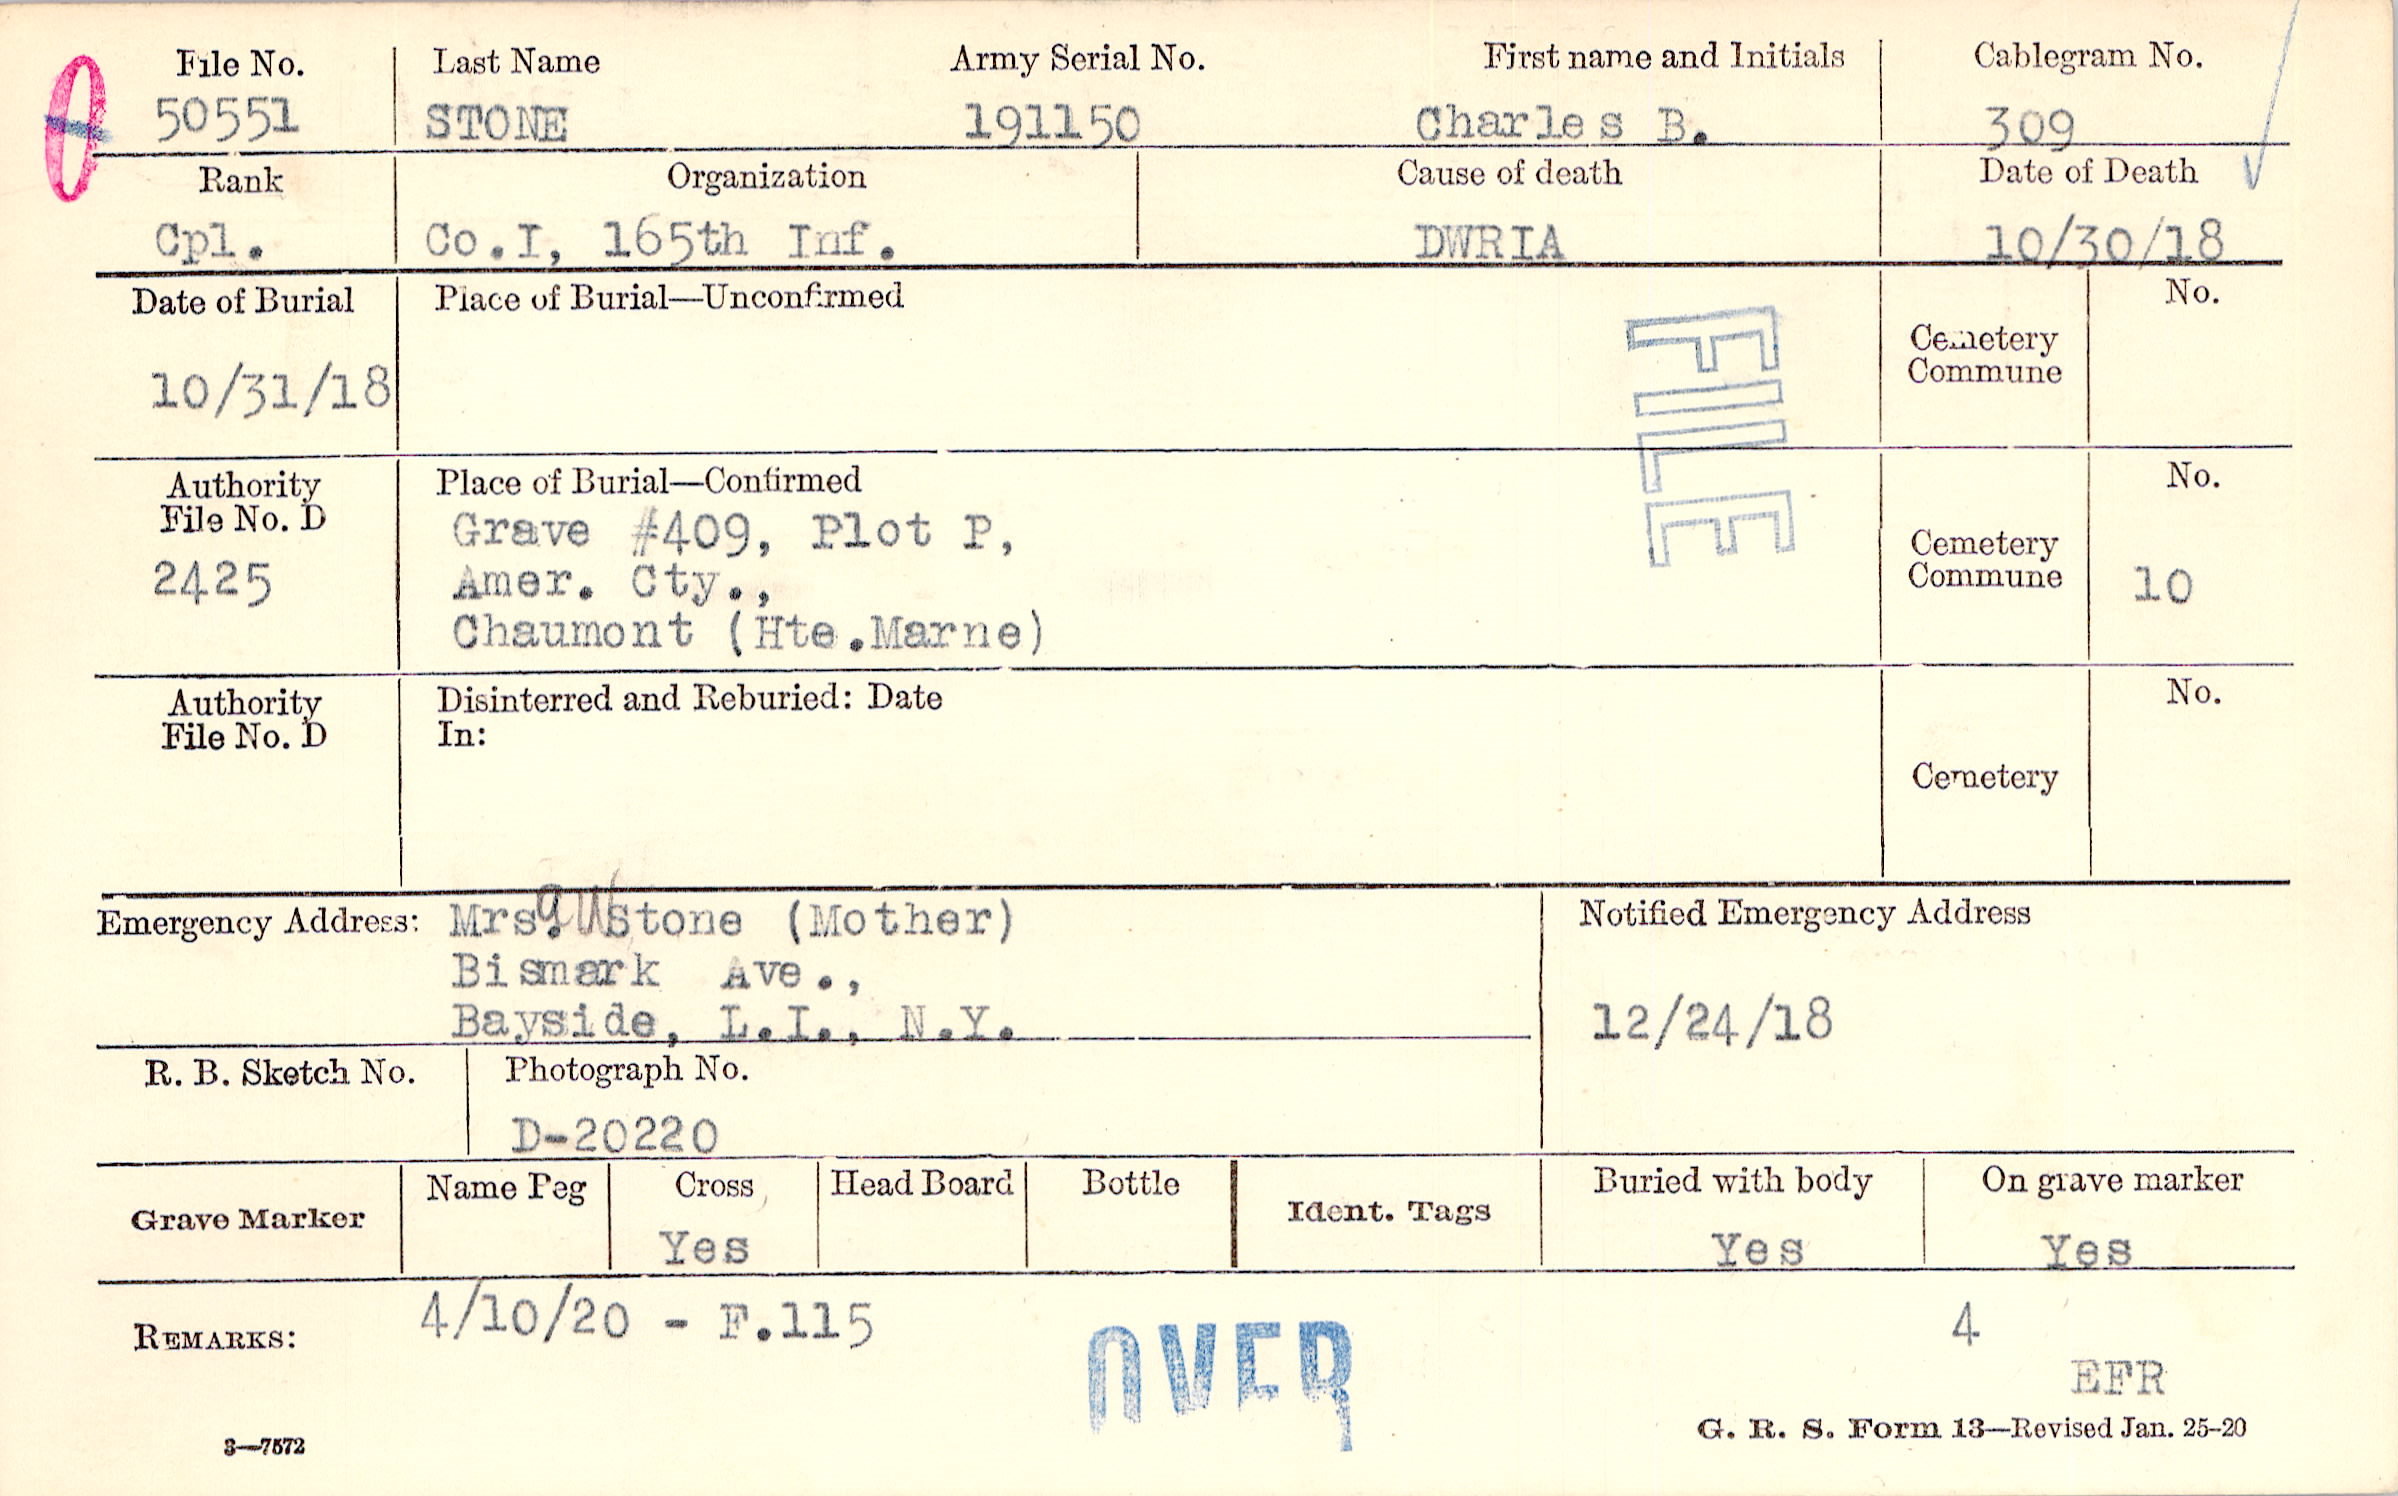 File No. Last Name Army Serial No. First name and Initials Cablegram No.
50551 STONE 191150 Charles B. 309
Rank Organization Cause of death Date of Death
Cpl. Co.I, 165th Inf. DWRIA 10/30/18
Date of Burial Place of Burial—Unconfirmed No.
Cemetery
Commune
10/31/18
FILE
Authority Place of Burial—Confirmed No.
File No. D
Grave #409, Plot P,
Cemetery
2425 Amer. Cty., Commune 10
Chaumont (Hte.Marne)
Authority Disinterred and Reburied: Date No.
File No. D In:
Cemetery
Emergency Address: Mrs. Stone (Mother) Notified Emergency Address
Bismark Ave.,
Bayside, L.I., N.Y. 12/24/18
R. B. Sketch No. Photograph No.
D-20220
Grave Marker Name Peg Cross Head Board Bottle Ident. Tags Buried with body On grave marker
Yes Yes Yes
REMARKS: 4/10/20 - F.115 4
OVER
EFR
3—7572 G. R. S. Form 13—Revised Jan. 25-20